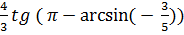 4/3 tg ( π − arcsin(− 3/5))